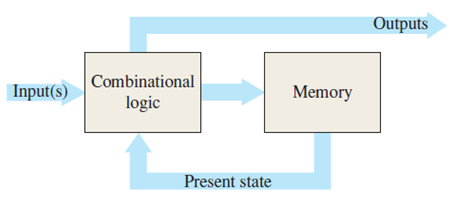 Outputs
Input(s)
Combinational
logic
Memory
Present state